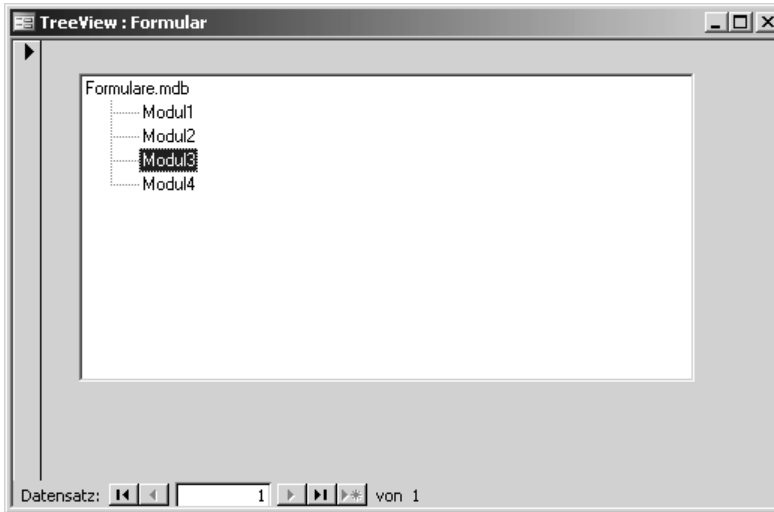 TreeView : Formular
Formulare.mdb
Modul1
Modul2
Modul3
Modul4
Datensatz: 1 von 1